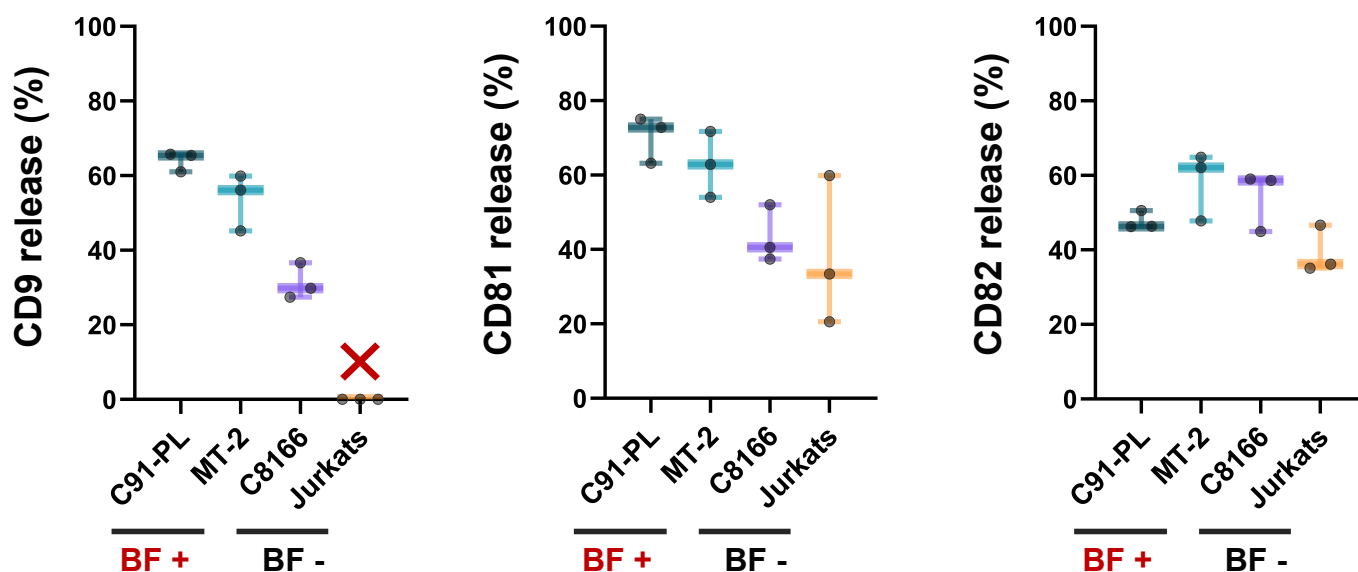 CD9 release (%)
100
80
60
40
20
0
C91-PL
MT-2
C8166
Jurkats
BF +
BF -
CD81 release (%)
100
80
60
40
20
0
C91-PL
MT-2
C8166
Jurkats
BF +
BF -
CD82 release (%)
100
80
60
40
20
0
C91-PL
MT-2
C8166
Jurkats
BF +
BF -